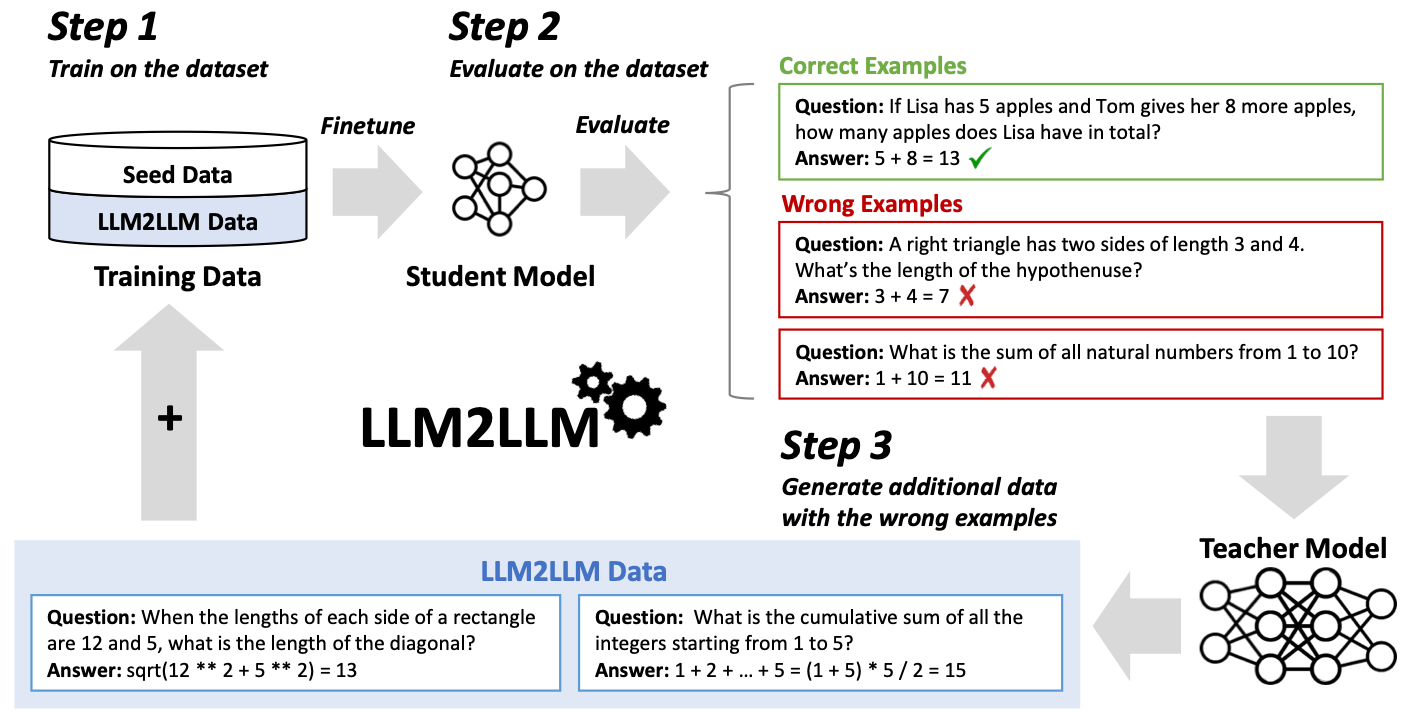 Step 1
Train on the dataset
Step 2
Evaluate on the dataset
Finetune
Evaluate
Seed Data
LLM2LLM Data
Training Data
Student Model
Correct Examples
Question: If Lisa has 5 apples and Tom gives her 8 more apples,
how many apples does Lisa have in total?
Answer: 5 + 8 = 13 ✓
Wrong Examples
Question: A right triangle has two sides of length 3 and 4.
What's the length of the hypothenuse?
Answer: 3 + 4 = 7 ✗
Question: What is the sum of all natural numbers from 1 to 10?
Answer: 1 + 10 = 11 ✗
+
LLM2LLM
Step 3
Generate additional data
with the wrong examples
Teacher Model
LLM2LLM Data
Question: When the lengths of each side of a rectangle
are 12 and 5, what is the length of the diagonal?
Answer: sqrt(12 ** 2 + 5 ** 2) = 13
Question: What is the cumulative sum of all the
integers starting from 1 to 5?
Answer: 1 + 2 + ... + 5 = (1 + 5) * 5 / 2 = 15